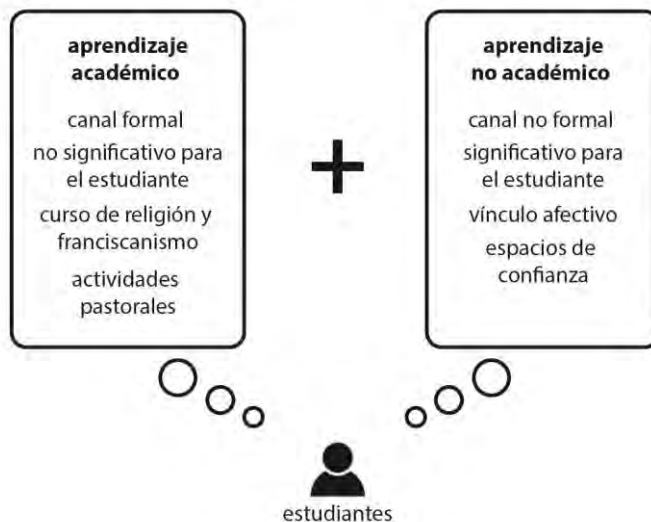 aprendizaje
académico
canal formal
no significativo para
el estudiante
curso de religión y
franciscanismo
actividades
pastorales
+
aprendizaje
no académico
canal no formal
significativo para
el estudiante
vínculo afectivo
espacios de
confianza
estudiantes